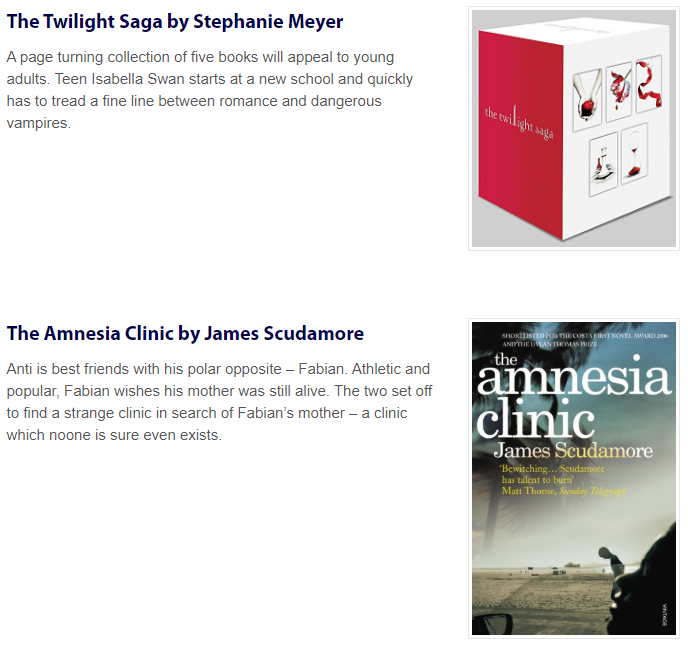 The Twilight Saga by Stephanie Meyer
A page turning collection of five books will appeal to young
adults. Teen Isabella Swan starts at a new school and quickly
has to tread a fine line between romance and dangerous
vampires.
the twilight saga
The Amnesia Clinic by James Scudamore
Anti is best friends with his polar opposite – Fabian. Athletic and
popular, Fabian wishes his mother was still alive. The two set off
to find a strange clinic in search of Fabian’s mother – a clinic
which noone is sure even exists.
SHORTLISTED FOR THE COSTA FIRST NOVEL AWARD 2006
AND THE DYLAN THOMAS PRIZE
the
amnesia
clinic
James Scudamore
‘Bewitching... Scudamore
has talent to burn’
Matt Thorne, Sunday Telegraph
VINTAGE